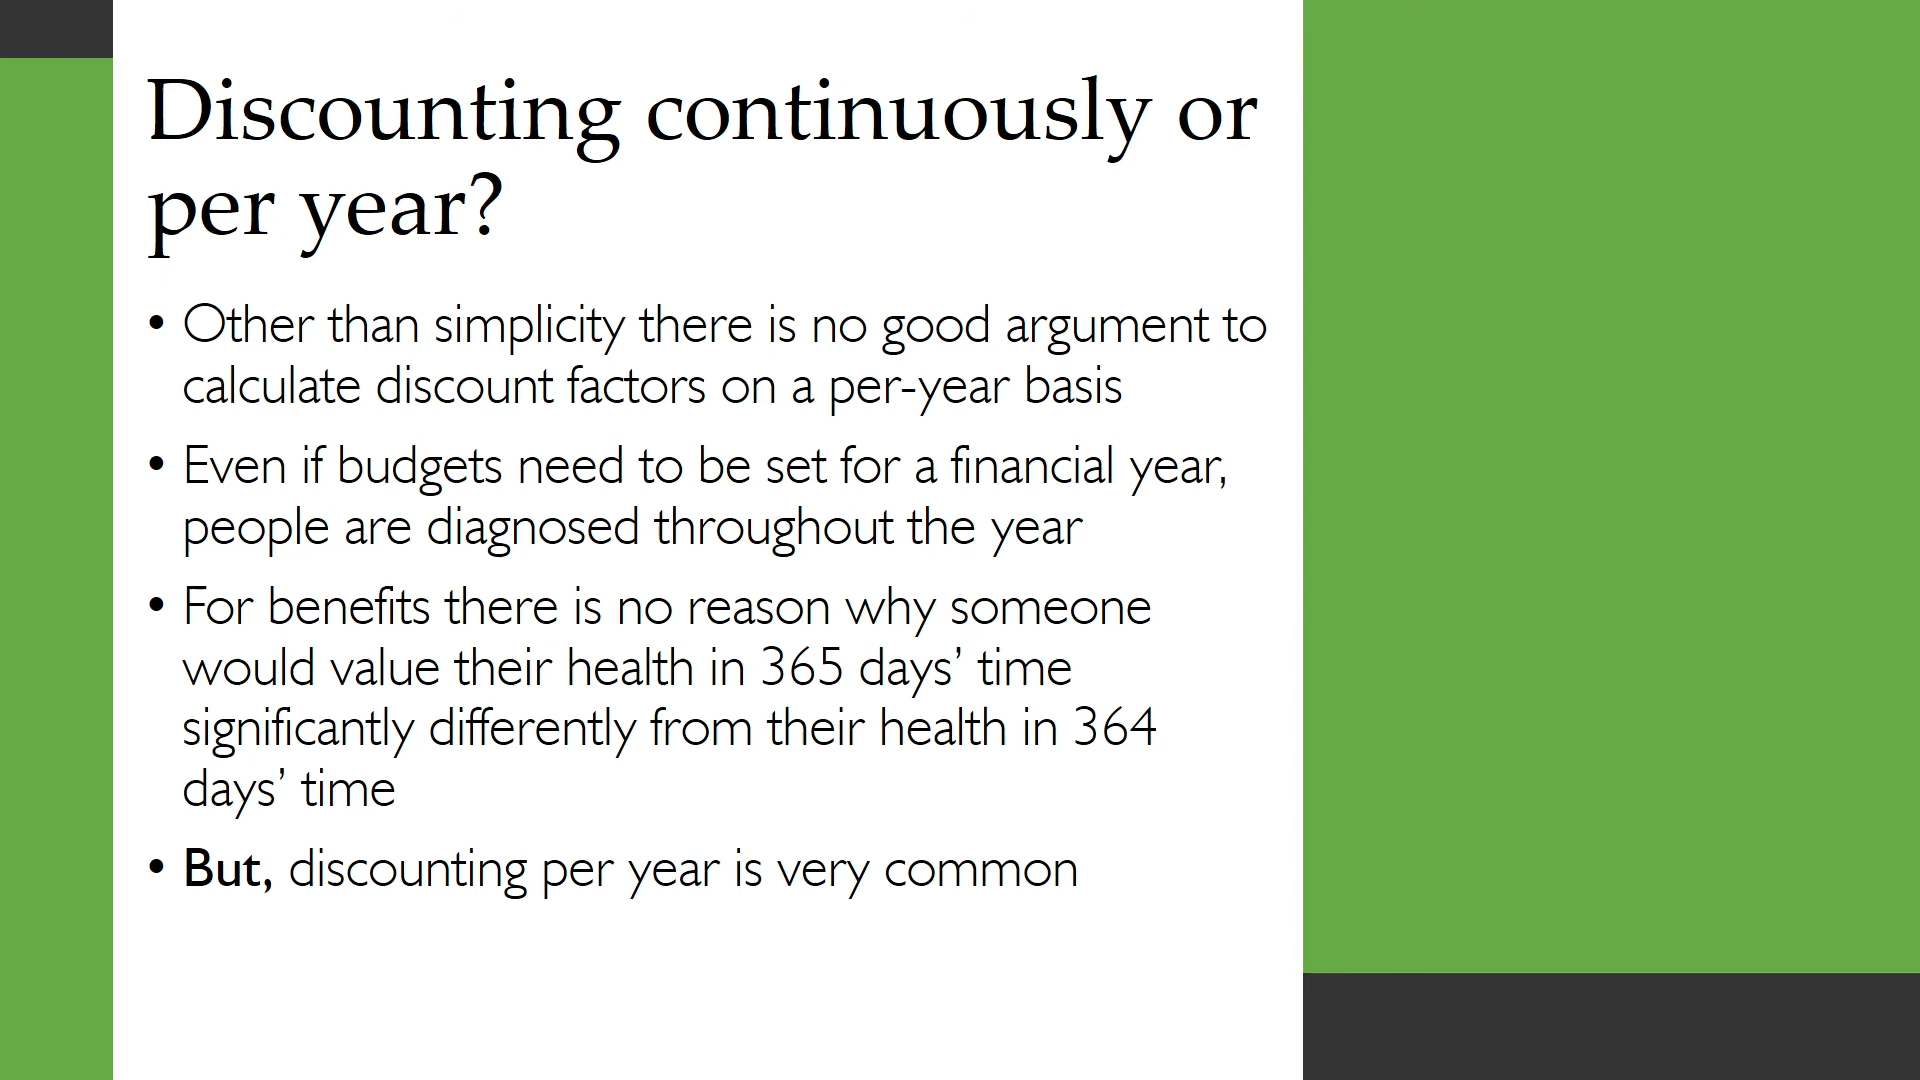 Discounting continuously or
per year?
• Other than simplicity there is no good argument to
calculate discount factors on a per-year basis
• Even if budgets need to be set for a financial year,
people are diagnosed throughout the year
• For benefits there is no reason why someone
would value their health in 365 days’ time
significantly differently from their health in 364
days’ time
• But, discounting per year is very common